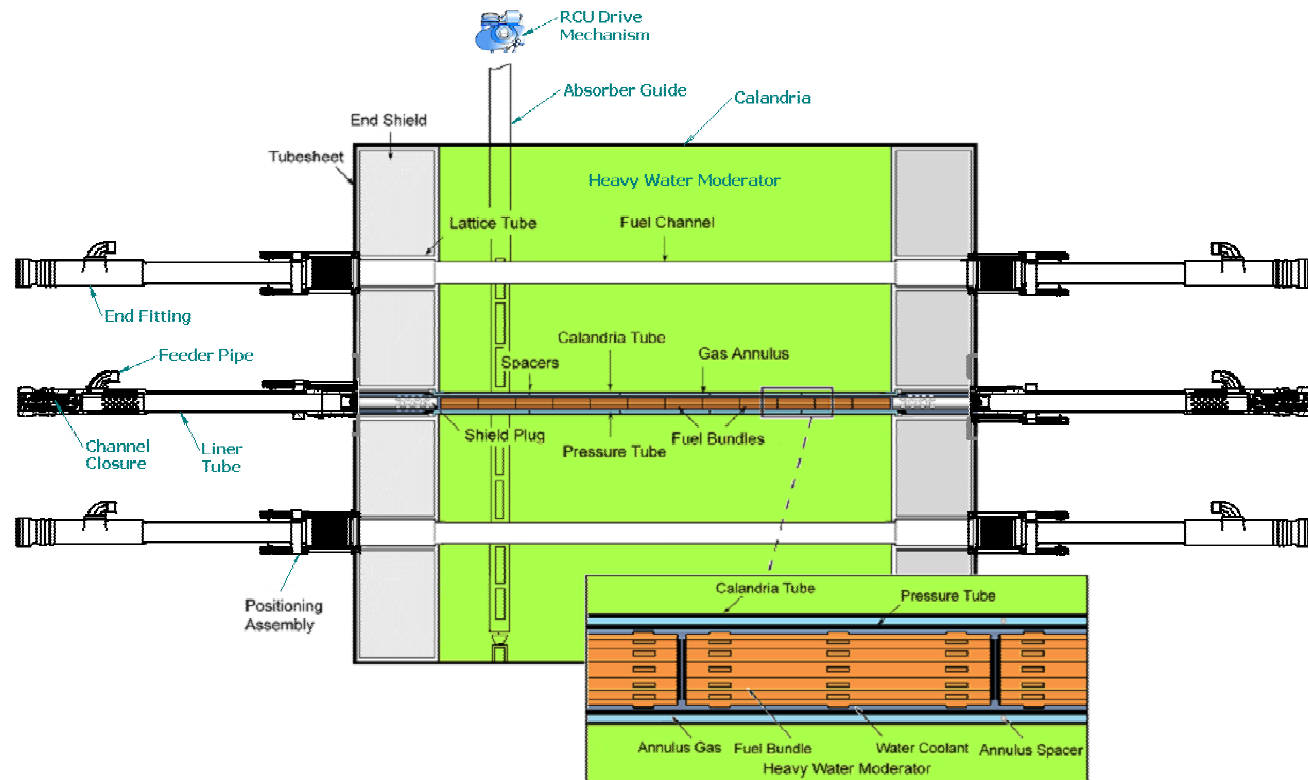 RCU Drive
Mechanism
Absorber Guide
Calandria
End Shield
Tubesheet
Heavy Water Moderator
Lattice Tube
Fuel Channel
End Fitting
Calandria Tube
Feeder Pipe
Spacers
Gas Annulus
Channel
Closure
Liner
Tube
Shield Plug
Pressure Tube
Fuel Bundles
Positioning
Assembly
Calandria Tube
Pressure Tube
Annulus Gas
Fuel Bundle
Water Coolant
Annulus Spacer
Heavy Water Moderator